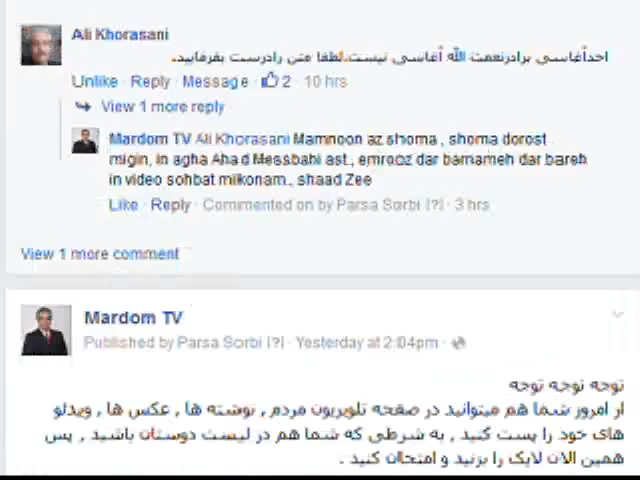 Ali Khorasani
احدآغاسی برادرنعمت الله آغاسی نیست.لطفا متن رادرست بفرمایید.
Unlike · Reply · Message · 2 · 10 hrs
View 1 more reply
Mardom TV Ali Khorasani Mamnoon az shoma , shoma dorost
migin, in agha Ahad Messbahi ast., emrooz dar barnameh dar bareh
in video sohbat mikonam., shaad Zee
Like · Reply · Commented on by Parsa Sorbi [?] · 3 hrs
View 1 more comment
Mardom TV
Published by Parsa Sorbi [?] · Yesterday at 2:04pm ·
توجه توجه توجه
از امروز شما هم میتوانید در صفحه تلویزیون مردم , نوشته ها , عکس ها , ویدئو
های خود را پست کنید , به شرطی که شما هم در لیست دوستان باشید , پس
همین الان لایک را بزنید و امتحان کنید .